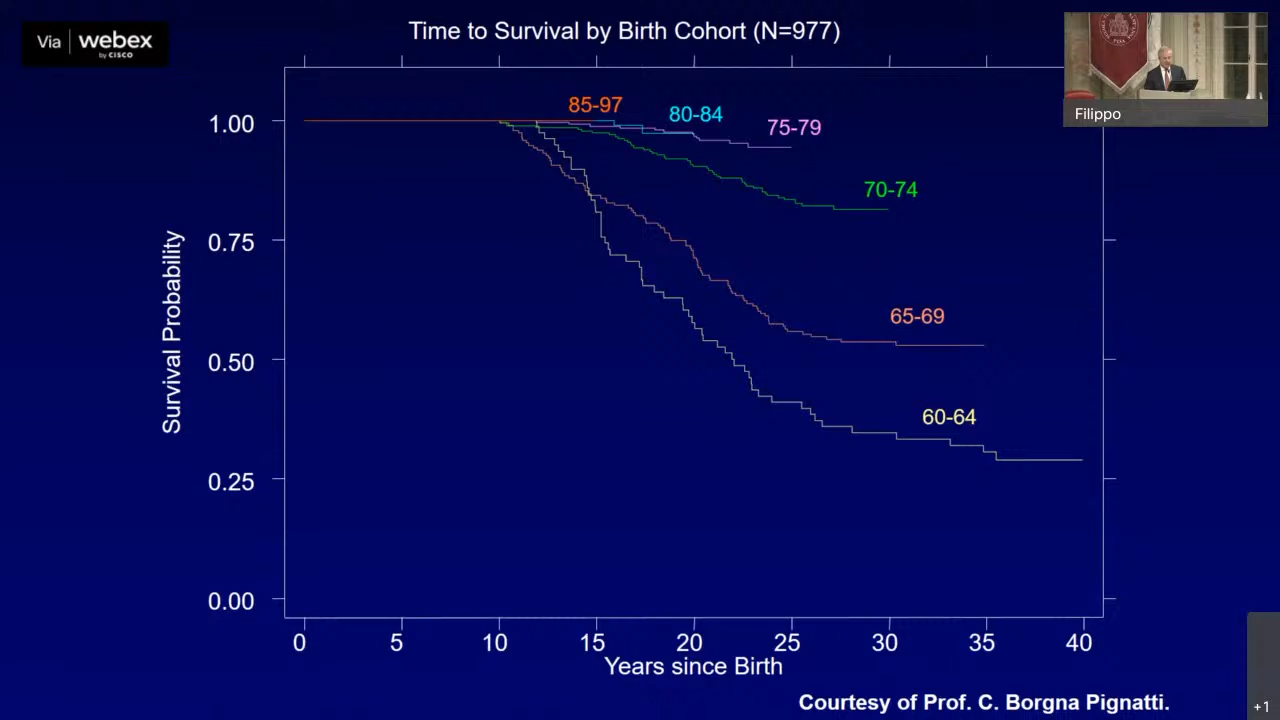 Via webex
by CISCO
Time to Survival by Birth Cohort (N=977)
Filippo
85-97
80-84
75-79
70-74
65-69
60-64
1.00
0.75
0.50
0.25
0.00
Survival Probability
0 5 10 15 20 25 30 35 40
Years since Birth
Courtesy of Prof. C. Borgna Pignatti.
+1